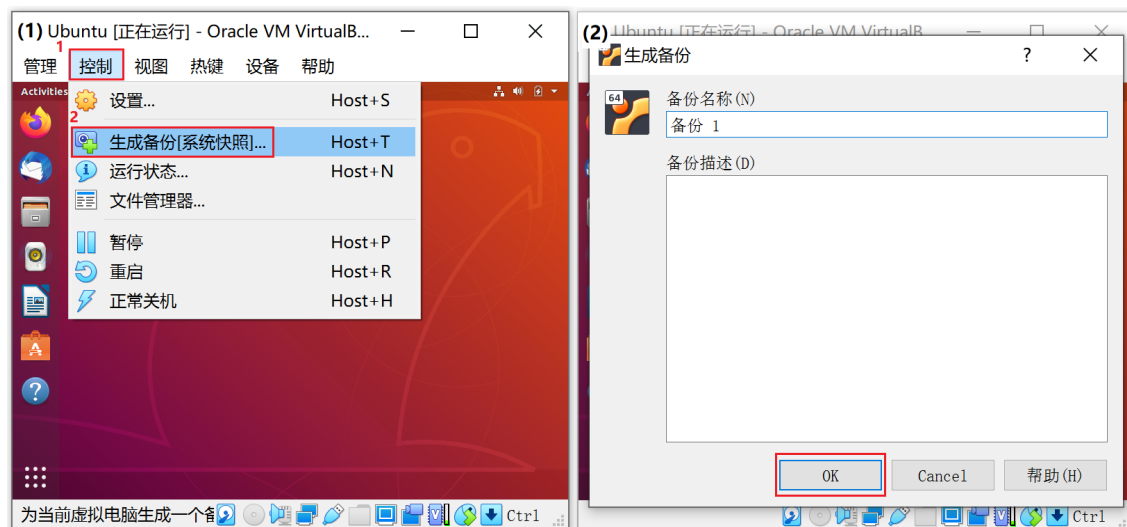 (1) Ubuntu [正在运行] - Oracle VM VirtualB...
1
管理 控制 视图 热键 设备 帮助
Activities
设置... Host+S
2
生成备份[系统快照]... Host+T
运行状态... Host+N
文件管理器...
暂停 Host+P
重启 Host+R
正常关机 Host+H
为当前虚拟电脑生成一个备
Ctrl
(2) Ubuntu [正在运行] - Oracle VM VirtualB
生成备份 ?
64
备份名称(N)
备份 1
备份描述(D)
OK Cancel 帮助(H)
Ctrl